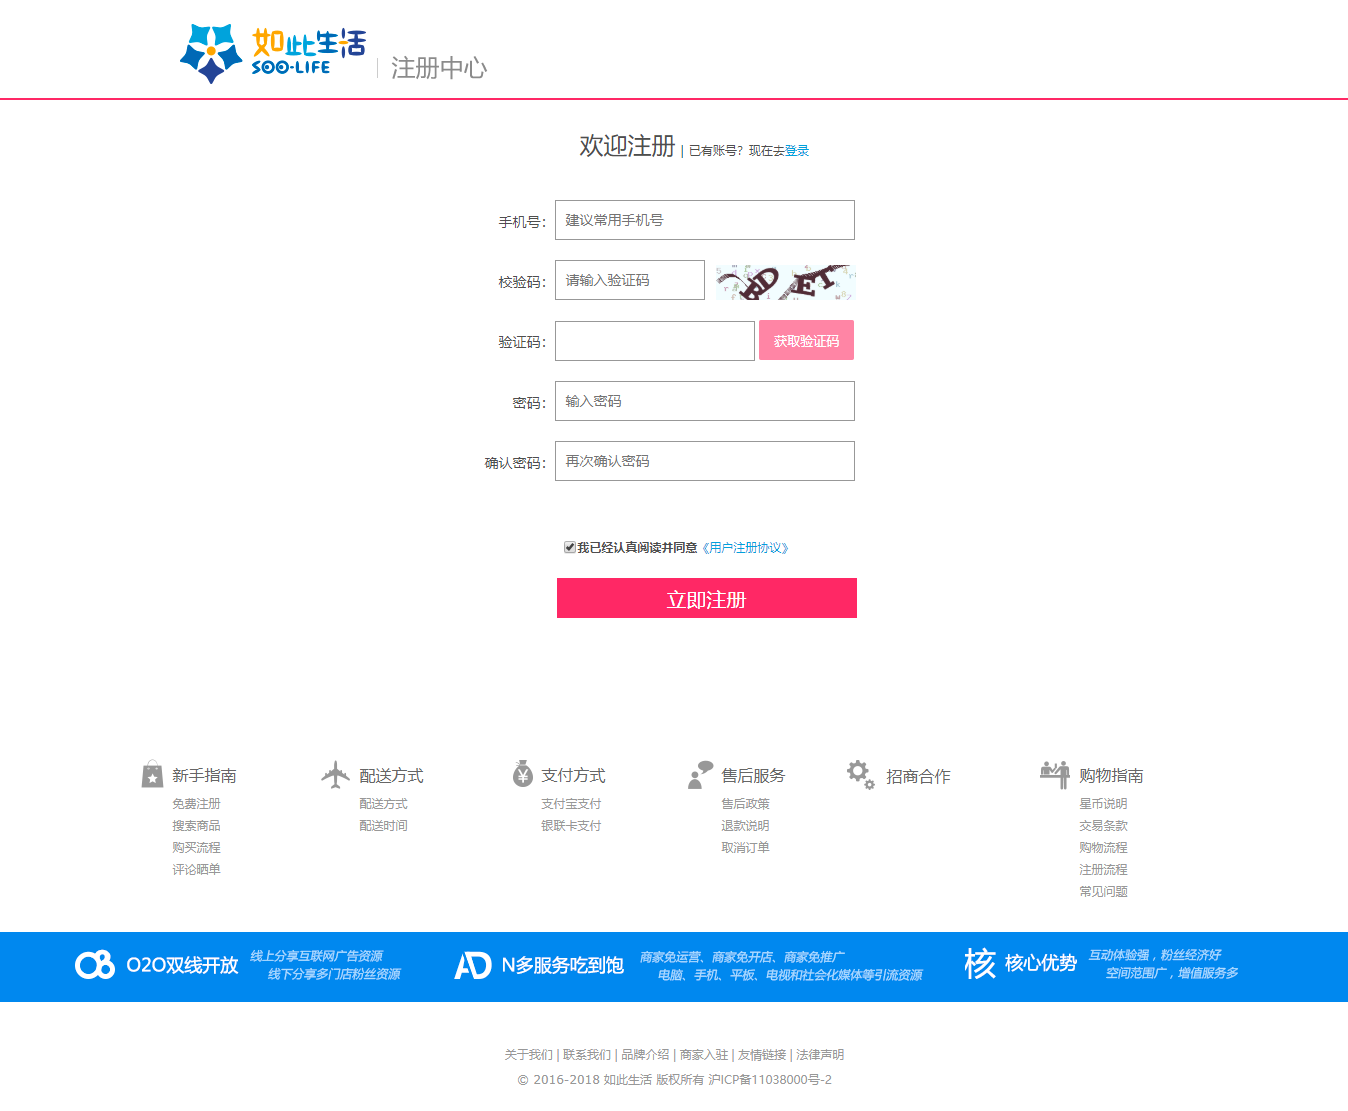 如此生活
SOO-LIFE
注册中心
欢迎注册 | 已有账号？现在去登录
手机号： 建议常用手机号
校验码： 请输入验证码
验证码： 获取验证码
密码： 输入密码
确认密码： 再次确认密码
我已经认真阅读并同意《用户注册协议》
立即注册
新手指南
免费注册
搜索商品
购买流程
评论晒单
配送方式
配送方式
配送时间
支付方式
支付宝支付
银联卡支付
售后服务
售后政策
退款说明
取消订单
招商合作
购物指南
星币说明
交易条款
购物流程
注册流程
常见问题
O2O双线开放
线上分享互联网广告资源
线下分享多门店粉丝资源
AD N多服务吃到饱
商家免运营、商家免开店、商家免推广
电脑、手机、平板、电视和社会化媒体等引流资源
核 核心优势
互动体验强，粉丝经济好
空间范围广，增值服务多
关于我们 | 联系我们 | 品牌介绍 | 商家入驻 | 友情链接 | 法律声明
© 2016-2018 如此生活 版权所有 沪ICP备11038000号-2